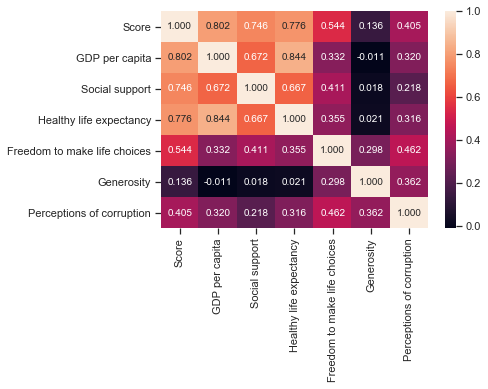 Score 1.000 0.802 0.746 0.776 0.544 0.136 0.405
GDP per capita 0.802 1.000 0.672 0.844 0.332 -0.011 0.320
Social support 0.746 0.672 1.000 0.667 0.411 0.018 0.218
Healthy life expectancy 0.776 0.844 0.667 1.000 0.355 0.021 0.316
Freedom to make life choices 0.544 0.332 0.411 0.355 1.000 0.298 0.462
Generosity 0.136 -0.011 0.018 0.021 0.298 1.000 0.362
Perceptions of corruption 0.405 0.320 0.218 0.316 0.462 0.362 1.000
Score
GDP per capita
Social support
Healthy life expectancy
Freedom to make life choices
Generosity
Perceptions of corruption
1.0
0.8
0.6
0.4
0.2
0.0